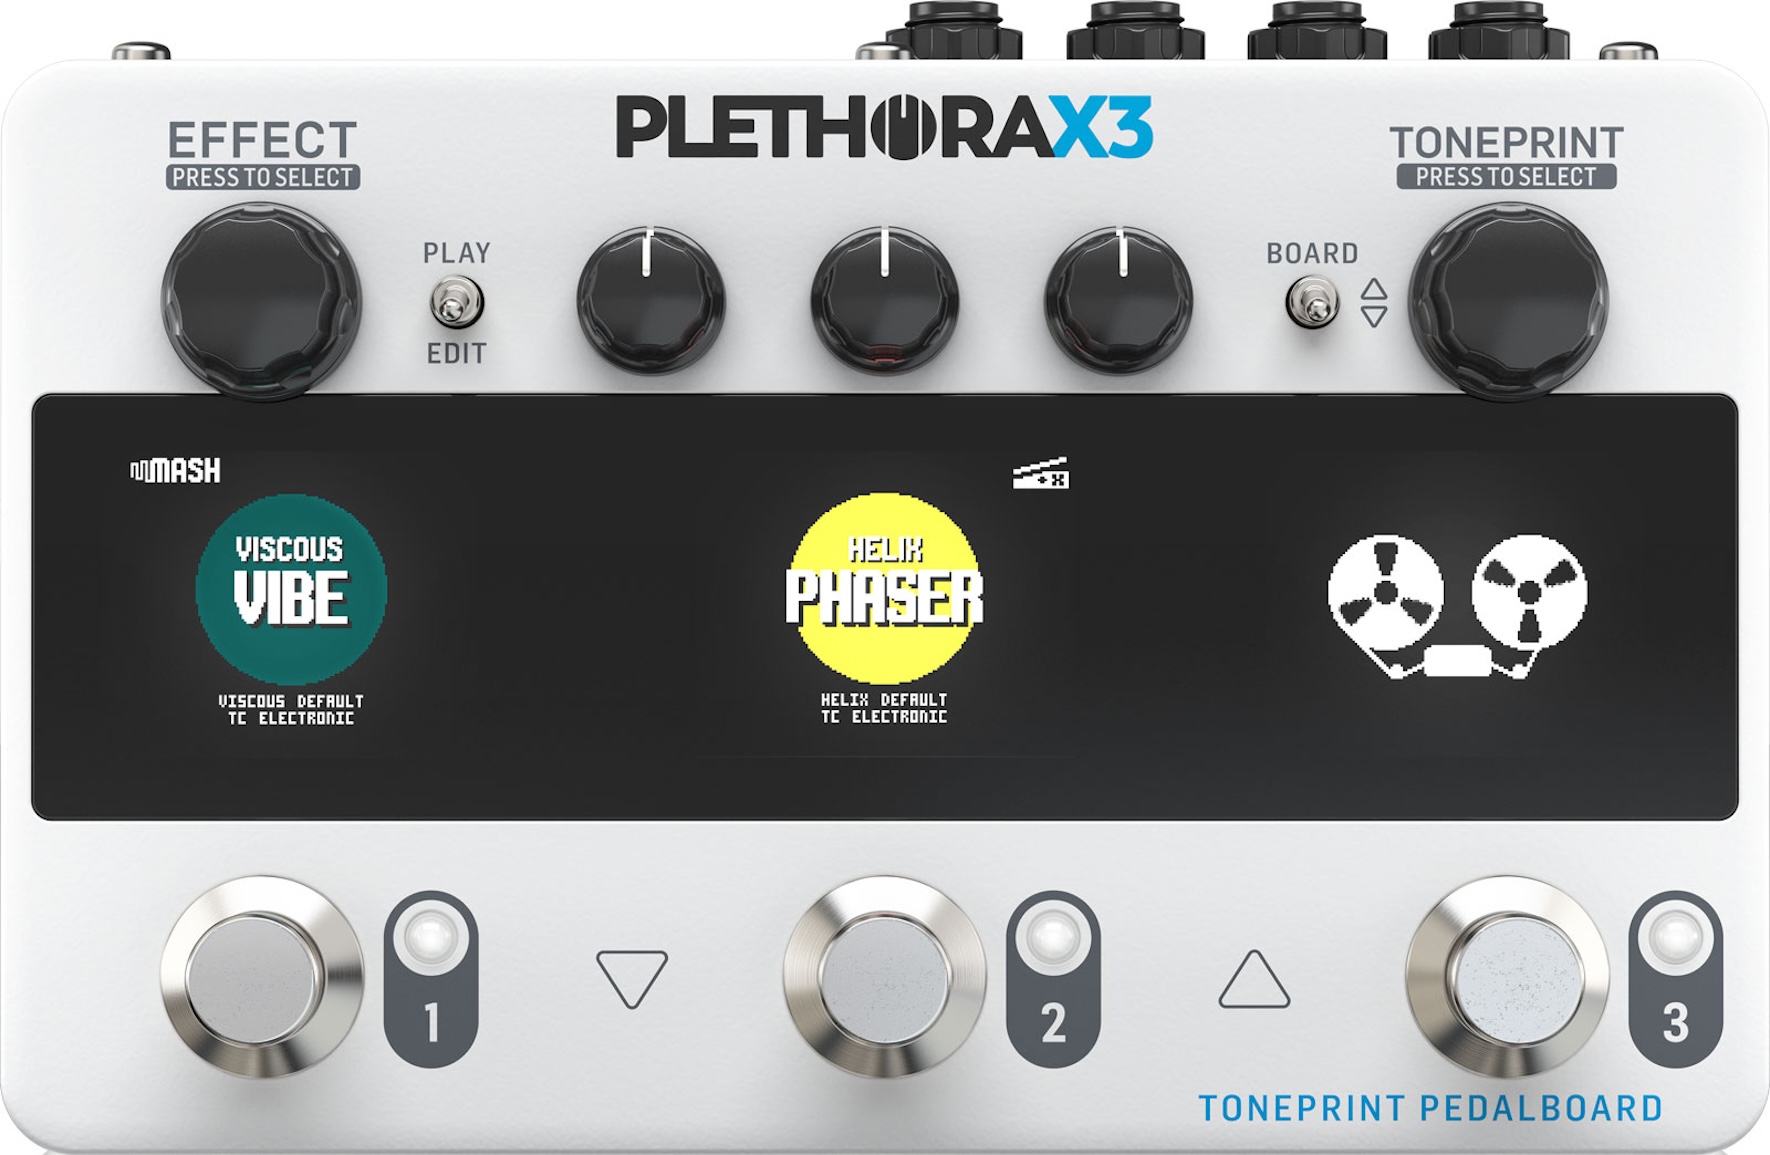 PLETHORAX3
EFFECT
PRESS TO SELECT
TONEPRINT
PRESS TO SELECT
PLAY
EDIT
BOARD
MASH
VISCOUS
VIBE
VISCOUS DEFAULT
TC ELECTRONIC
HELIX
PHASER
HELIX DEFAULT
TC ELECTRONIC
1
2
3
TONEPRINT PEDALBOARD